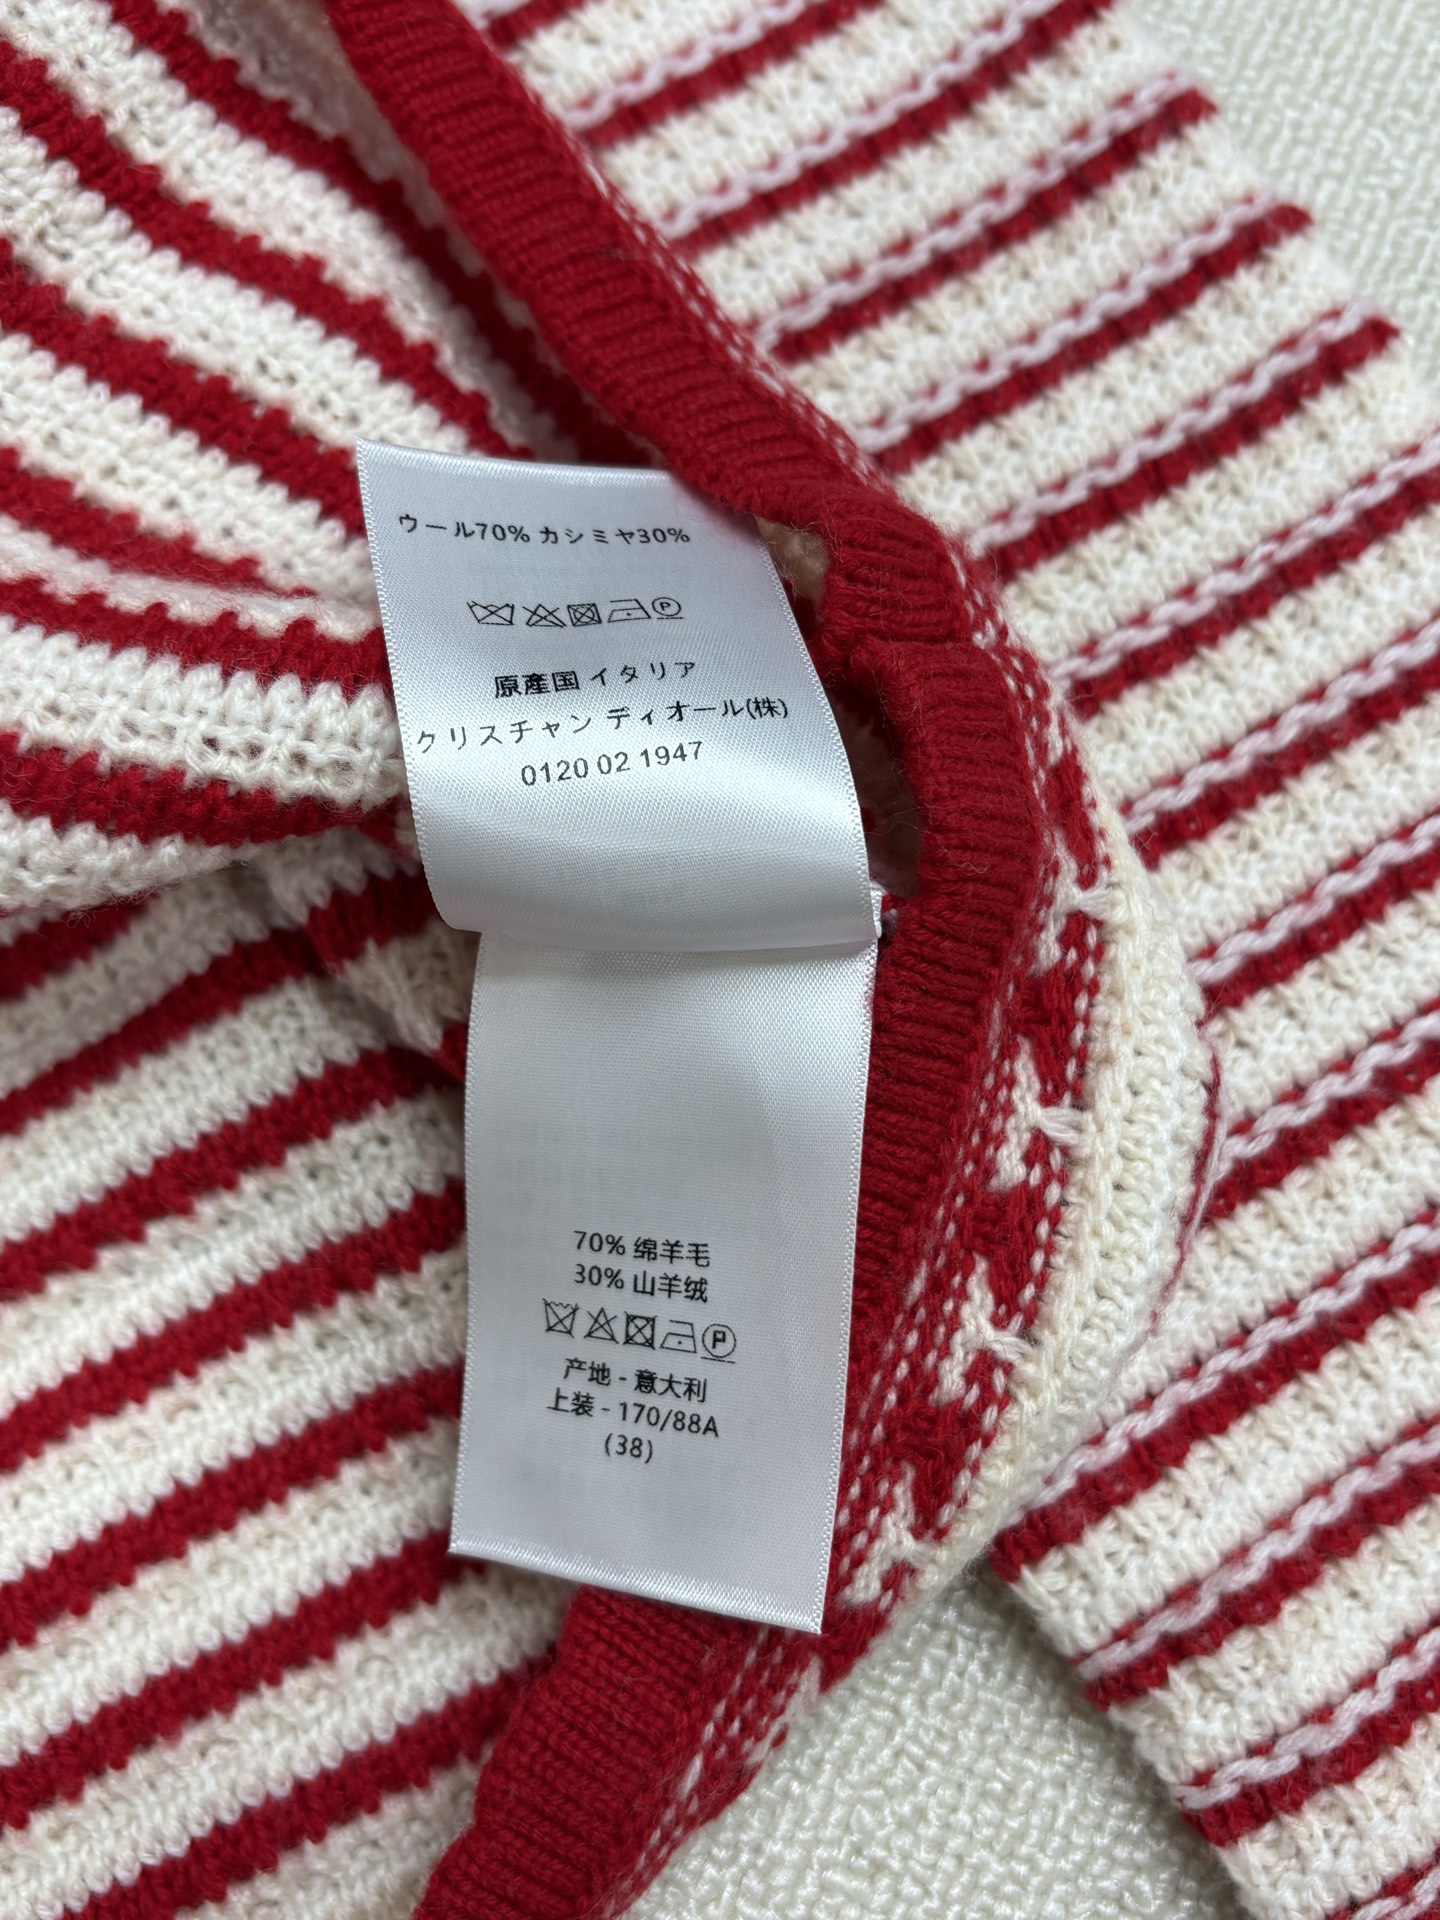 ウール70% カシミヤ30%
原産国 イタリア
クリスチャン ディオール(株)
0120 02 1947
70% 绵羊毛
30% 山羊绒
产地 - 意大利
上装 - 170/88A
(38)